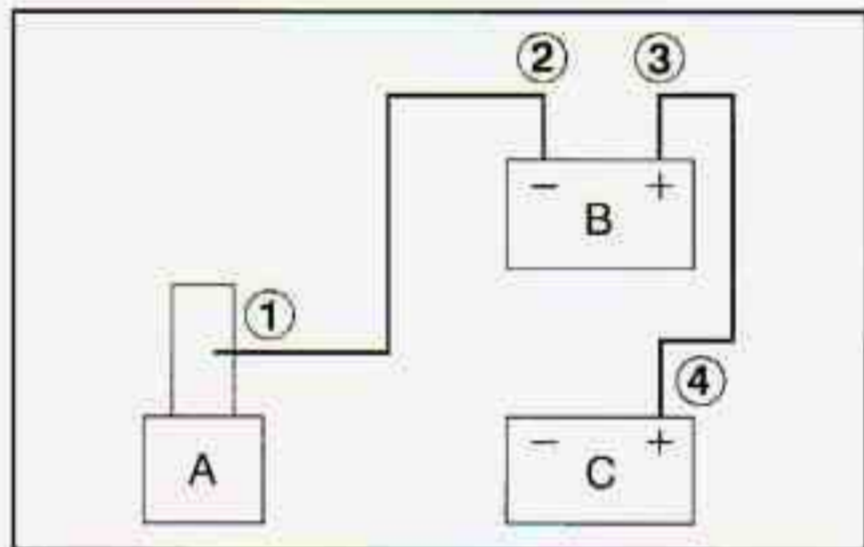 ② ③
− +
B
①
④
− +
A C